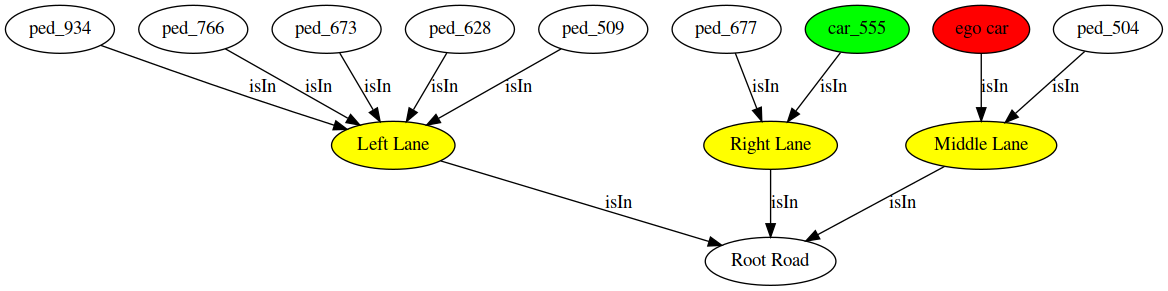 ped_934 ped_766 ped_673 ped_628 ped_509 ped_677 car_555 ego car ped_504
isIn isIn isIn isIn isIn isIn isIn isIn isIn
Left Lane Right Lane Middle Lane
isIn isIn isIn
Root Road